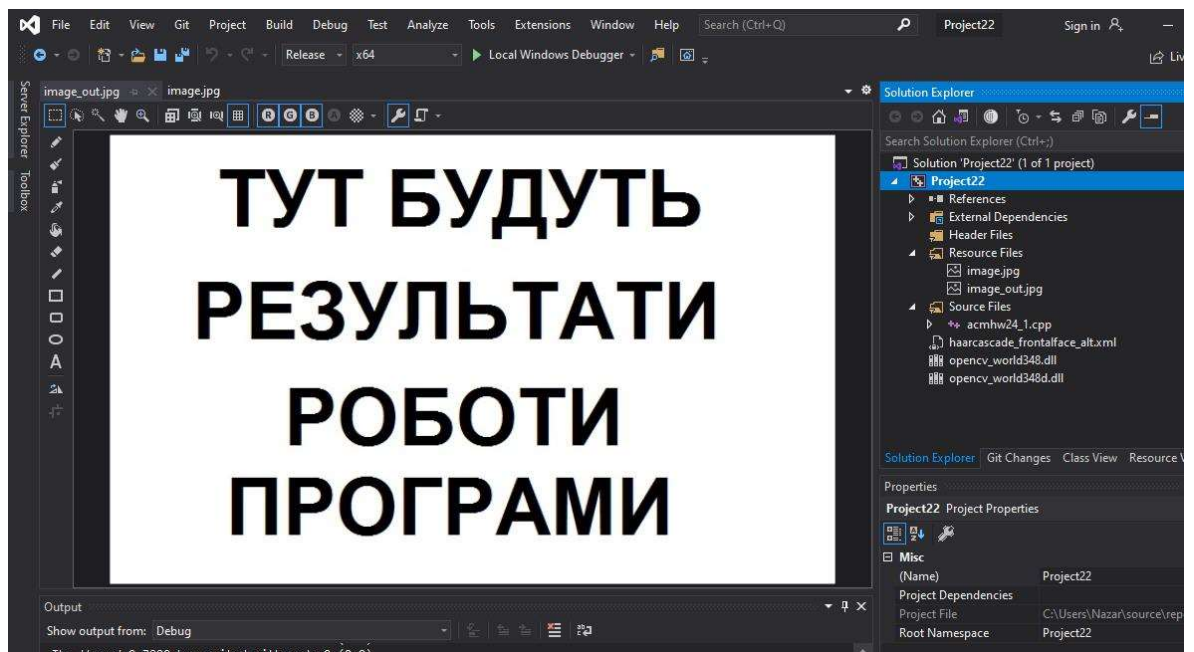 File Edit View Git Project Build Debug Test Analyze Tools Extensions Window Help Search (Ctrl+Q) Project22 Sign in
Release x64 Local Windows Debugger Liv
Server Explorer
Toolbox
image_out.jpg image.jpg
R G B A
A
ТУТ БУДУТЬ
РЕЗУЛЬТАТИ
РОБОТИ
ПРОГРАМИ
Output
Show output from: Debug
Solution Explorer
Search Solution Explorer (Ctrl+;)
Solution 'Project22' (1 of 1 project)
Project22
References
External Dependencies
Header Files
Resource Files
image.jpg
image_out.jpg
Source Files
acmhw24_1.cpp
haarcascade_frontalface_alt.xml
opencv_world348.dll
opencv_world348d.dll
Solution Explorer Git Changes Class View Resource V
Properties
Project22 Project Properties
Misc
(Name) Project22
Project Dependencies
Project File C:\Users\Nazar\source\rep
Root Namespace Project22